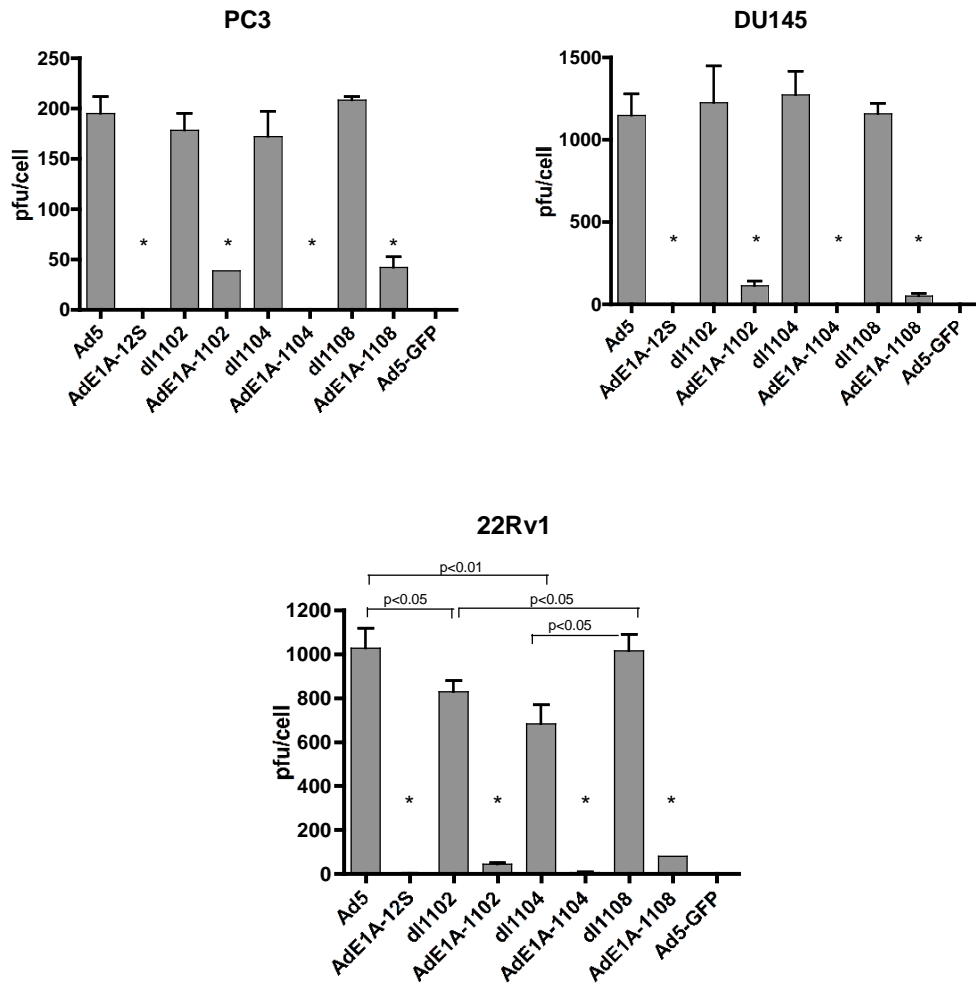 PC3
250
200
150
100
50
0
pfu/cell
* * * *
Ad5
AdE1A-12S
dl1102
AdE1A-1102
dl1104
AdE1A-1104
dl1108
AdE1A-1108
Ad5-GFP
DU145
1500
1000
500
0
pfu/cell
* * * *
Ad5
AdE1A-12S
dl1102
AdE1A-1102
dl1104
AdE1A-1104
dl1108
AdE1A-1108
Ad5-GFP
22Rv1
p<0.01
p<0.05 p<0.05
p<0.05
1200
1000
800
600
400
200
0
pfu/cell
* * * *
Ad5
AdE1A-12S
dl1102
AdE1A-1102
dl1104
AdE1A-1104
dl1108
AdE1A-1108
Ad5-GFP